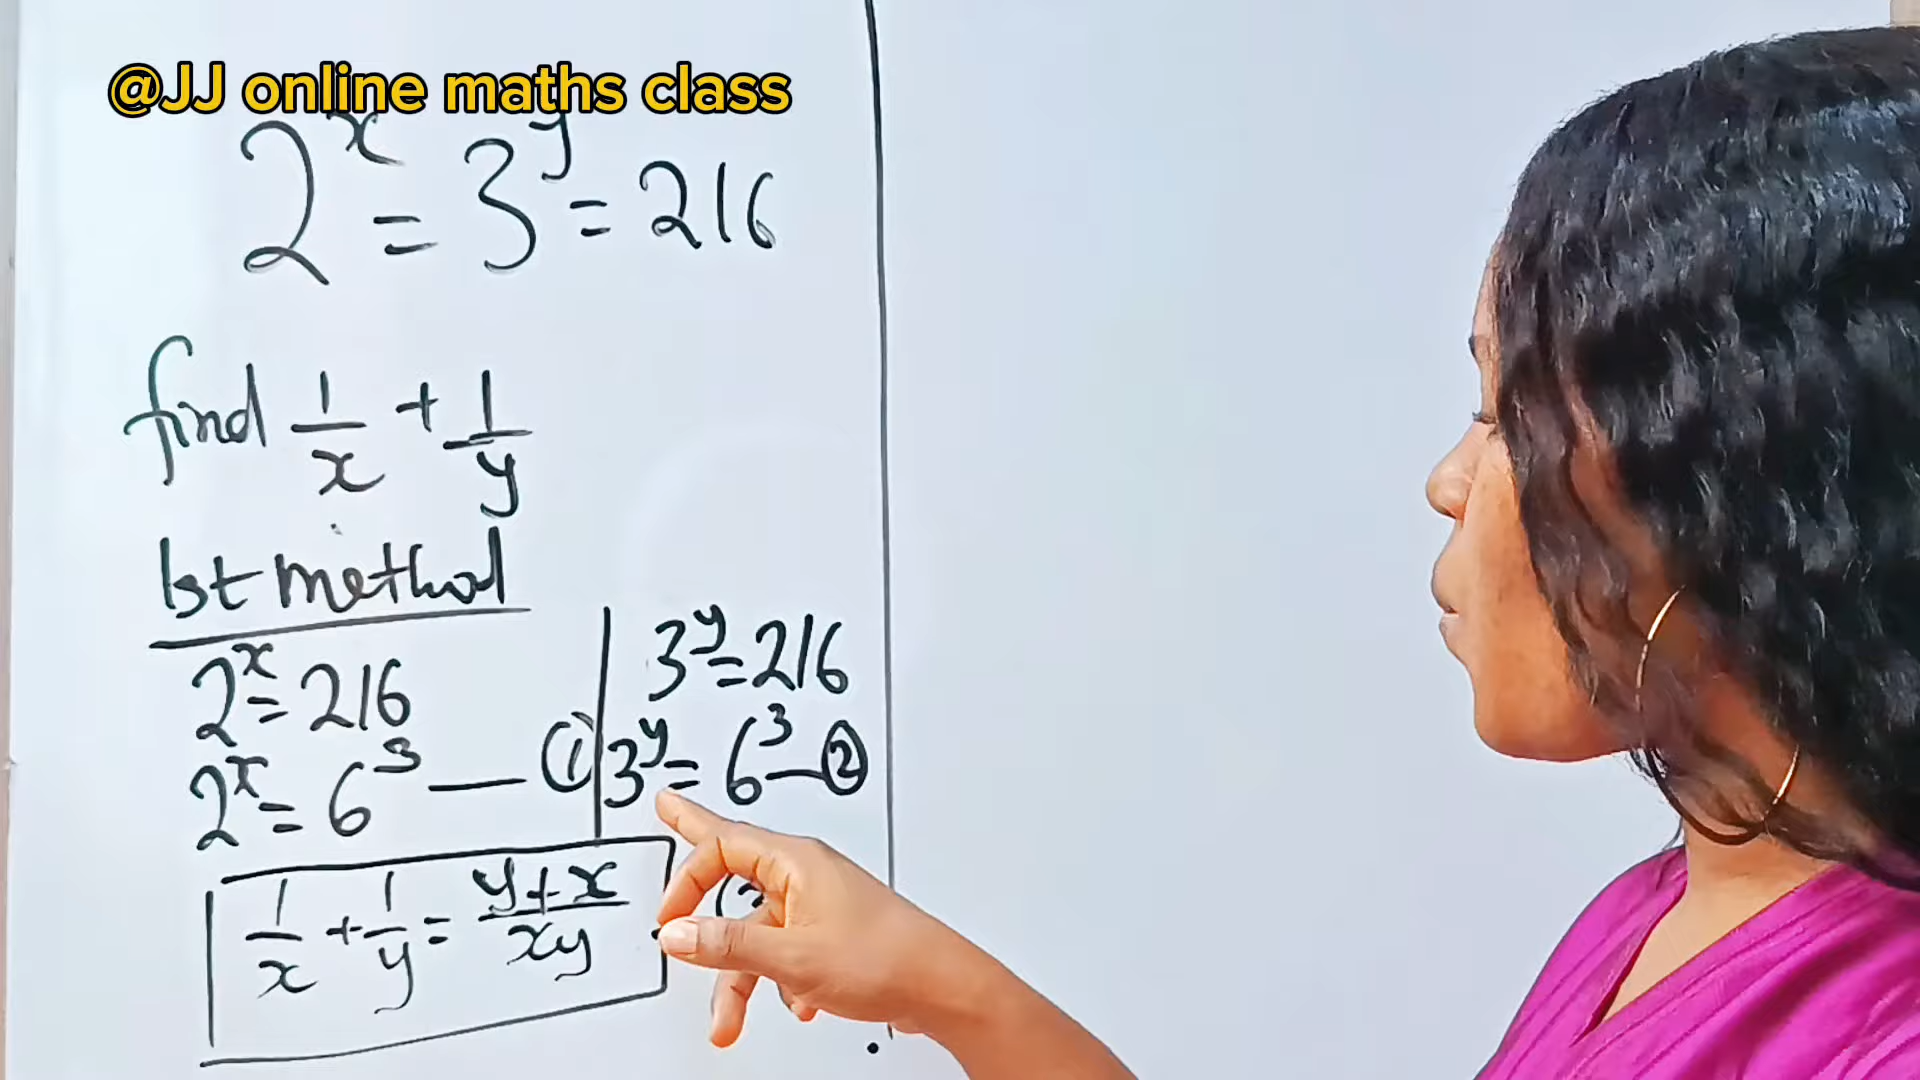 @JJ online maths class
2^x = 3^y = 216
find 1/x + 1/y
1st method
2^x = 216
2^x = 6^3 — ①
3^y = 216
3^y = 6^3 — ②
1/x + 1/y = y+x/xy